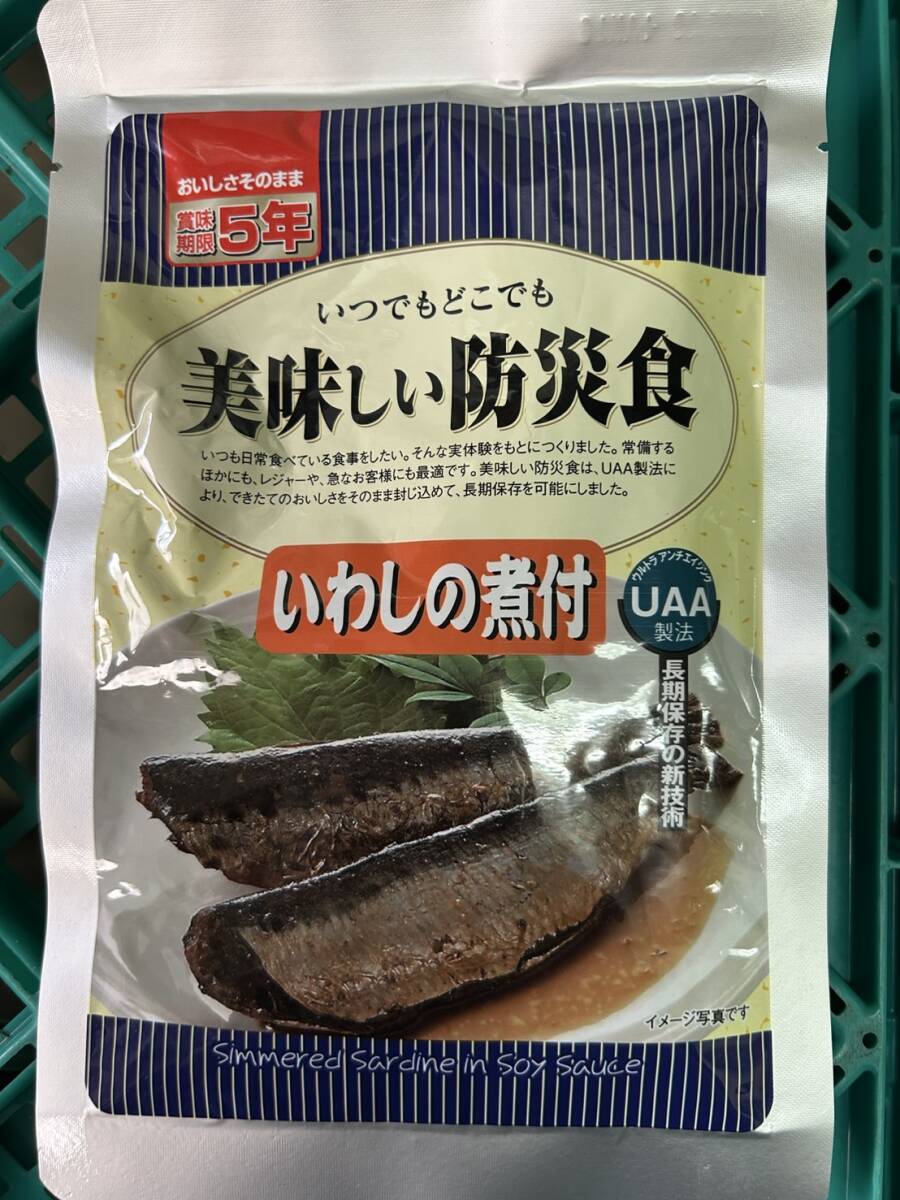 おいしさそのまま
賞味
期限
5年
いつでもどこでも
美味しい防災食
いつも日常食べている食事をしたい。そんな実体験をもとにつくりました。常備する
ほかにも、レジャーや、急なお客様にも最適です。美味しい防災食は、UAA製法に
より、できたてのおいしさをそのまま封じ込めて、長期保存を可能にしました。
いわしの煮付
ウルトラ アンチエイジング
UAA
製法
長期保存の新技術
イメージ写真です
Simmered Sardine in Soy Sauce